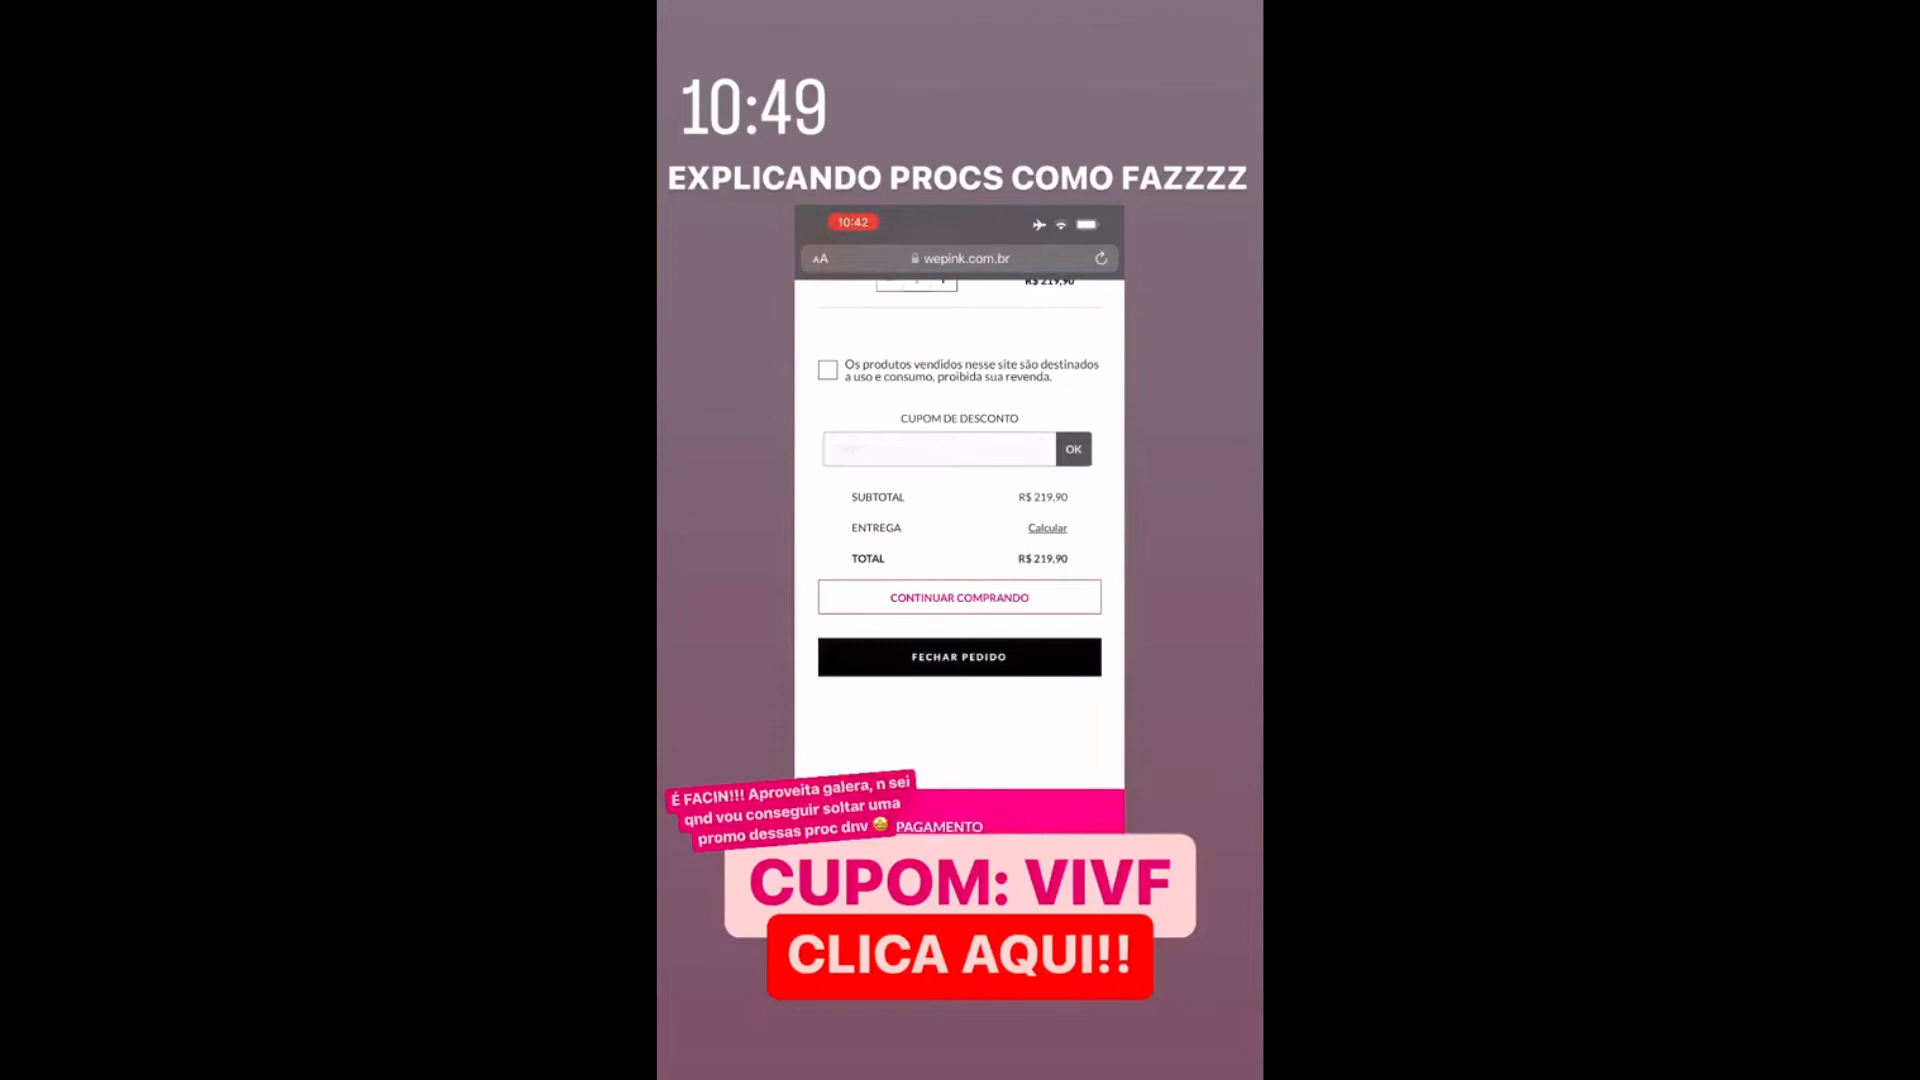 10:49
EXPLICANDO PROCS COMO FAZZZZ
10:42
AA
wepink.com.br
R$ 219,90
Os produtos vendidos nesse site são destinados
a uso e consumo, proibida sua revenda.
CUPOM DE DESCONTO
OK
SUBTOTAL R$ 219,90
ENTREGA Calcular
TOTAL R$ 219,90
CONTINUAR COMPRANDO
FECHAR PEDIDO
É FACIN!!! Aproveita galera, n sei
qnd vou conseguir soltar uma
promo dessas proc dnv 🤩
PAGAMENTO
CUPOM: VIVF
CLICA AQUI!!